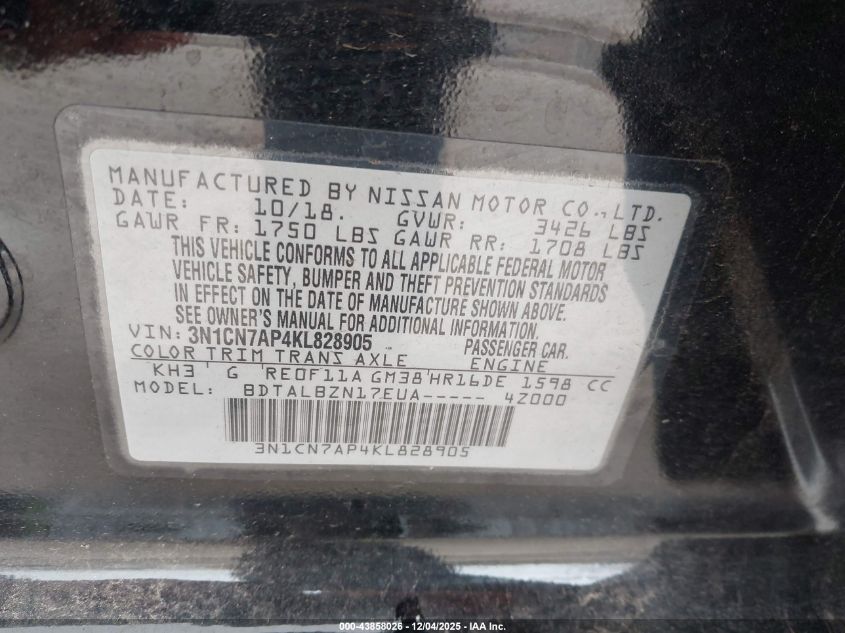 MANUFACTURED BY NISSAN MOTOR CO., LTD.
DATE: 10/18. GVWR: 3426 LBS
GAWR FR: 1750 LBS GAWR RR: 1708 LBS
THIS VEHICLE CONFORMS TO ALL APPLICABLE FEDERAL MOTOR
VEHICLE SAFETY, BUMPER AND THEFT PREVENTION STANDARDS
IN EFFECT ON THE DATE OF MANUFACTURE SHOWN ABOVE.
SEE OWNER'S MANUAL FOR ADDITIONAL INFORMATION.
VIN: 3N1CN7AP4KL828905 PASSENGER CAR.
COLOR TRIM TRANS AXLE ENGINE
KH3 G RE0F11A GM38 HR16DE 1598 CC
MODEL: BDTALBZN17EUA----- 4Z000
3N1CN7AP4KL828905
000-43858026 - 12/04/2025 - IAA Inc.